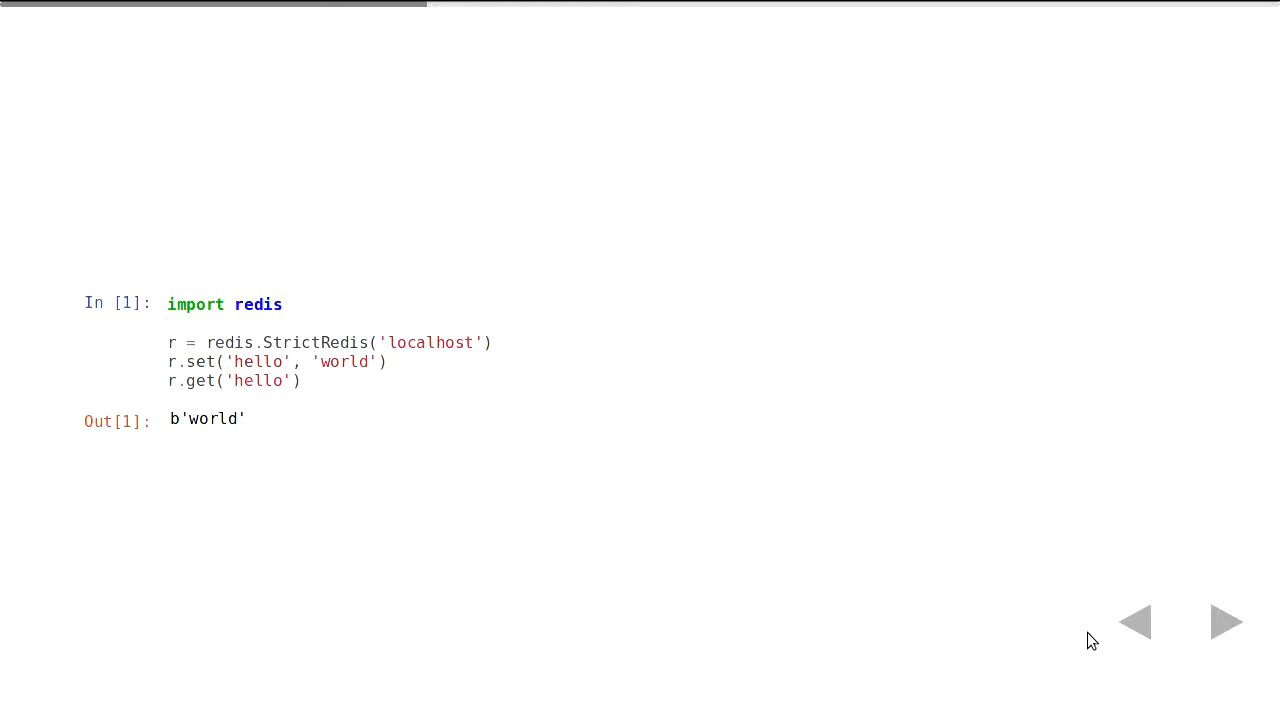 In [1]: import redis
r = redis.StrictRedis('localhost')
r.set('hello', 'world')
r.get('hello')
Out[1]: b'world'